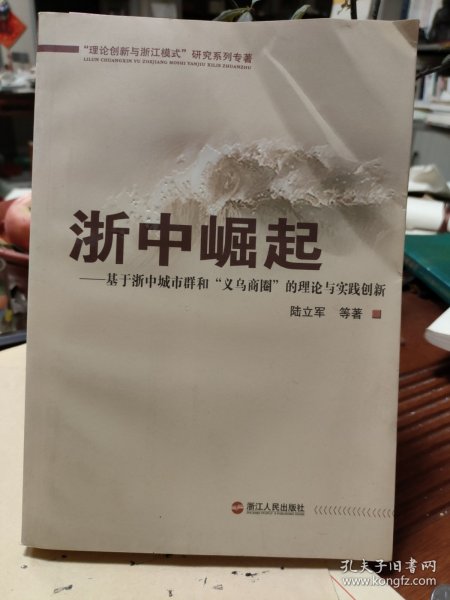 “理论创新与浙江模式”研究系列专著
LILUN CHUANGXIN YU ZHEJIANG MOSHI YANJIU XILIE ZHUANZHU
浙中崛起
——基于浙中城市群和“义乌商圈”的理论与实践创新
陆立军 等著
浙江人民出版社
孔夫子旧书网
www.kongfz.com